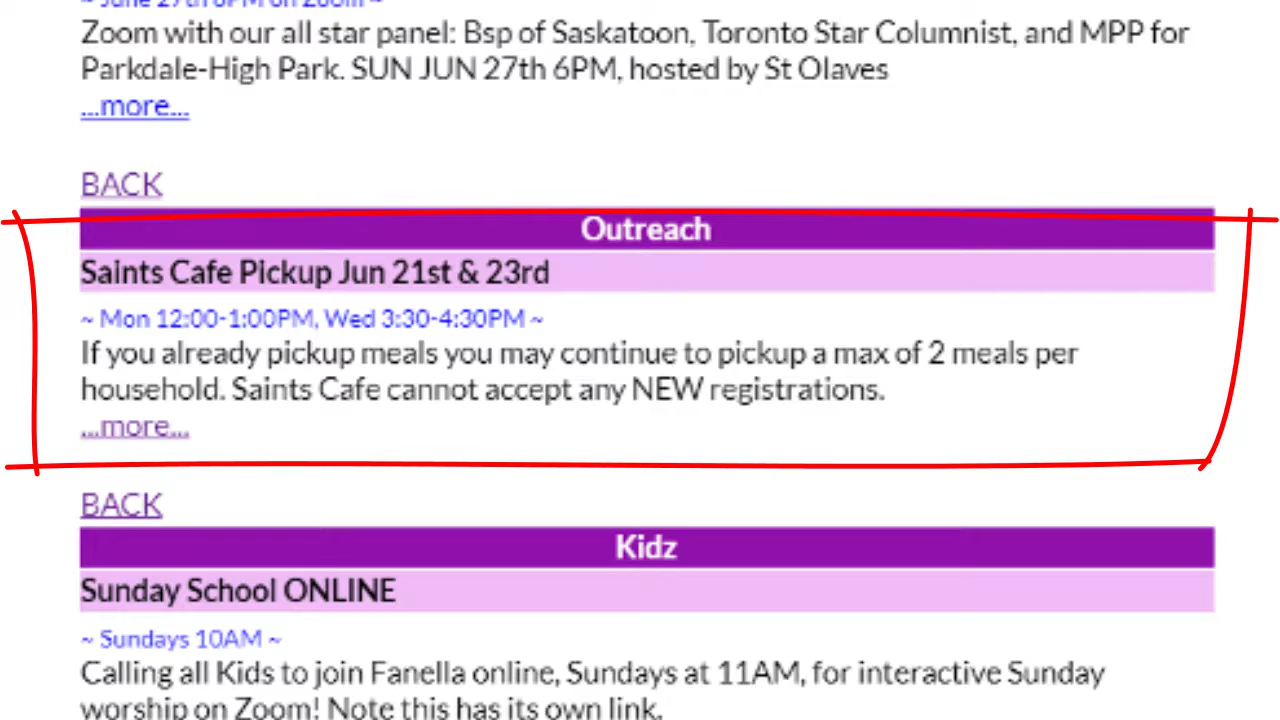 ~ June 27th 6PM on Zoom ~
Zoom with our all star panel: Bsp of Saskatoon, Toronto Star Columnist, and MPP for
Parkdale-High Park. SUN JUN 27th 6PM, hosted by St Olaves
...more...
BACK
Outreach
Saints Cafe Pickup Jun 21st & 23rd
~ Mon 12:00-1:00PM, Wed 3:30-4:30PM ~
If you already pickup meals you may continue to pickup a max of 2 meals per
household. Saints Cafe cannot accept any NEW registrations.
...more...
BACK
Kidz
Sunday School ONLINE
~ Sundays 10AM ~
Calling all Kids to join Fanella online, Sundays at 11AM, for interactive Sunday
worship on Zoom! Note this has its own link.